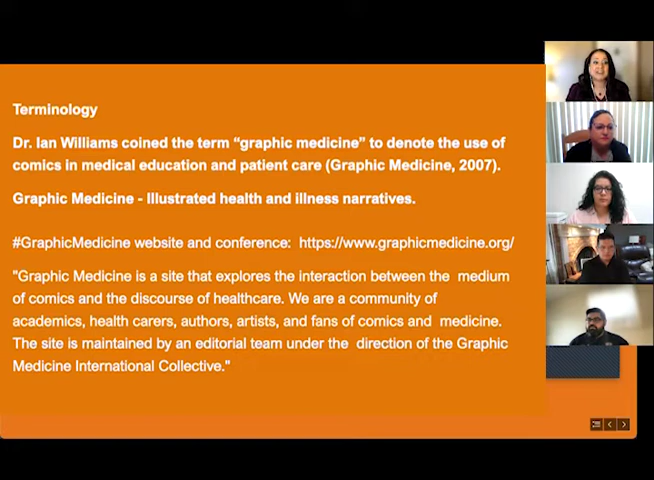 Terminology
Dr. Ian Williams coined the term “graphic medicine” to denote the use of
comics in medical education and patient care (Graphic Medicine, 2007).
Graphic Medicine - Illustrated health and illness narratives.
#GraphicMedicine website and conference: https://www.graphicmedicine.org/
"Graphic Medicine is a site that explores the interaction between the medium
of comics and the discourse of healthcare. We are a community of
academics, health carers, authors, artists, and fans of comics and medicine.
The site is maintained by an editorial team under the direction of the Graphic
Medicine International Collective."